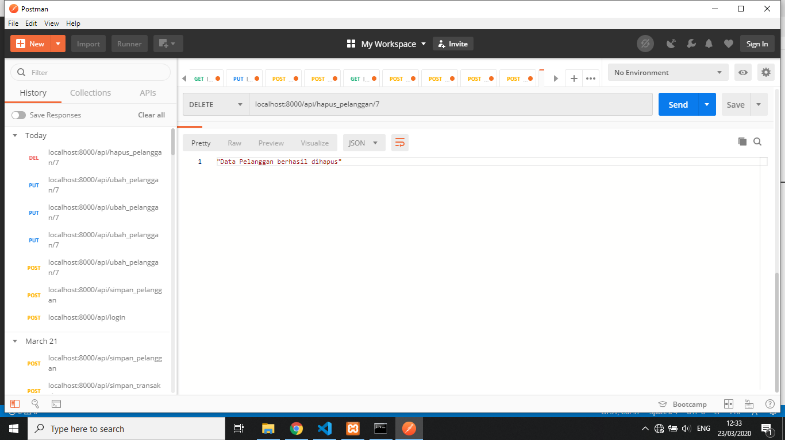 Postman
File Edit View Help
New Import Runner My Workspace Invite Sign In
Filter
History Collections APIs
Save Responses Clear all
Today
DEL localhost:8000/api/hapus_pelangga
n/7
PUT localhost:8000/api/ubah_pelangga
n/7
PUT localhost:8000/api/ubah_pelangga
n/7
PUT localhost:8000/api/ubah_pelangga
n/7
POST localhost:8000/api/ubah_pelangga
n/7
POST localhost:8000/api/simpan_pelangg
an
POST localhost:8000/api/login
March 21
POST localhost:8000/api/simpan_pelangg
an
POST localhost:8000/api/simpan_transak
GET PUT POST POST GET POST POST POST POST
No Environment
DELETE localhost:8000/api/hapus_pelanggan/7 Send Save
Pretty Raw Preview Visualize JSON
1 "Data Pelanggan berhasil dihapus"
Bootcamp
Type here to search
ENG
12:33
23/03/2020
1